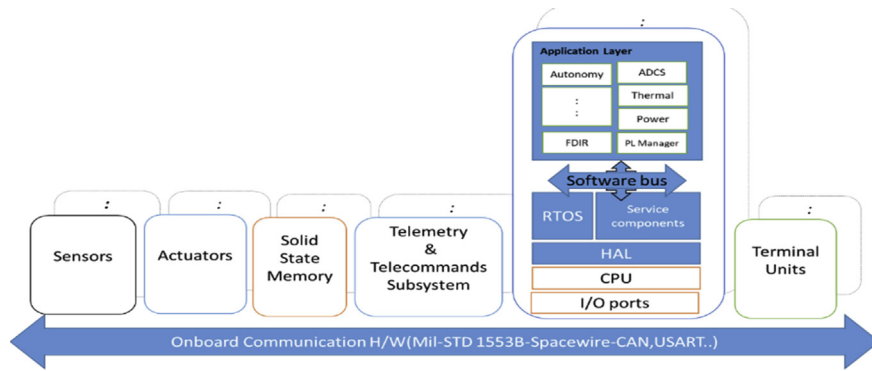 :
Application Layer
Autonomy
:
:
FDIR
ADCS
Thermal
Power
PL Manager
Software bus
RTOS
Service
components
HAL
CPU
I/O ports
:
Sensors
:
Actuators
:
Solid
State
Memory
:
Telemetry
&
Telecommands
Subsystem
:
Terminal
Units
Onboard Communication H/W(Mil-STD 1553B-Spacewire-CAN,USART..)